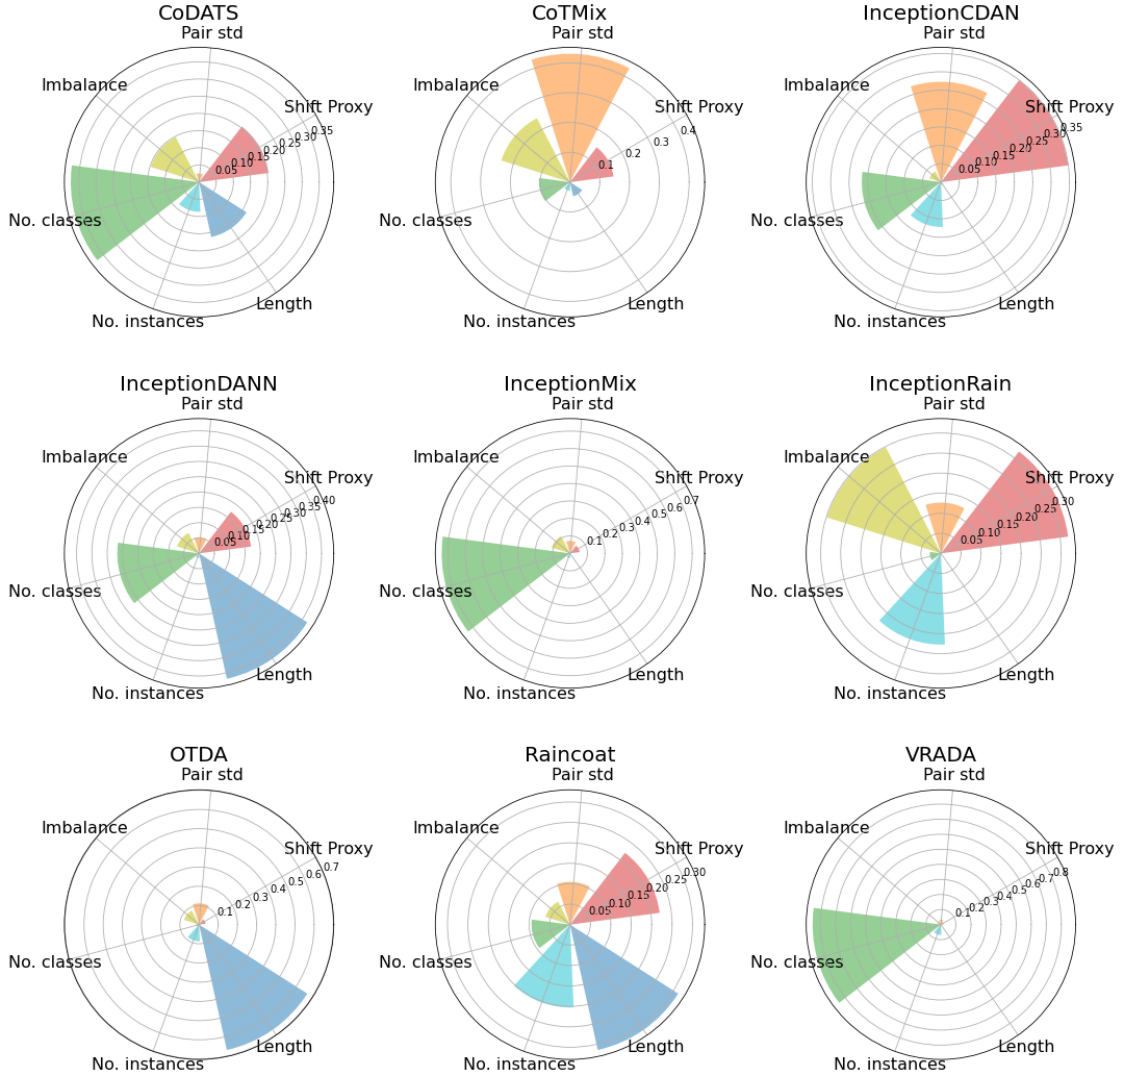 CoDATS
Pair std
Imbalance
Shift Proxy
0.05
0.10
0.15
0.20
0.25
0.30
0.35
No. classes
Length
No. instances
CoTMix
Pair std
Imbalance
Shift Proxy
0.1
0.2
0.3
0.4
No. classes
Length
No. instances
InceptionCDAN
Pair std
Imbalance
Shift Proxy
0.05
0.10
0.15
0.20
0.25
0.30
0.35
No. classes
Length
No. instances
InceptionDANN
Pair std
Imbalance
Shift Proxy
0.05
0.10
0.15
0.20
0.25
0.30
0.35
0.40
No. classes
Length
No. instances
InceptionMix
Pair std
Imbalance
Shift Proxy
0.1
0.2
0.3
0.4
0.5
0.6
0.7
No. classes
Length
No. instances
InceptionRain
Pair std
Imbalance
Shift Proxy
0.05
0.10
0.15
0.20
0.25
0.30
No. classes
Length
No. instances
OTDA
Pair std
Imbalance
Shift Proxy
0.1
0.2
0.3
0.4
0.5
0.6
0.7
No. classes
Length
No. instances
Raincoat
Pair std
Imbalance
Shift Proxy
0.05
0.10
0.15
0.20
0.25
0.30
No. classes
Length
No. instances
VRADA
Pair std
Imbalance
Shift Proxy
0.1
0.2
0.3
0.4
0.5
0.6
0.7
0.8
No. classes
Length
No. instances